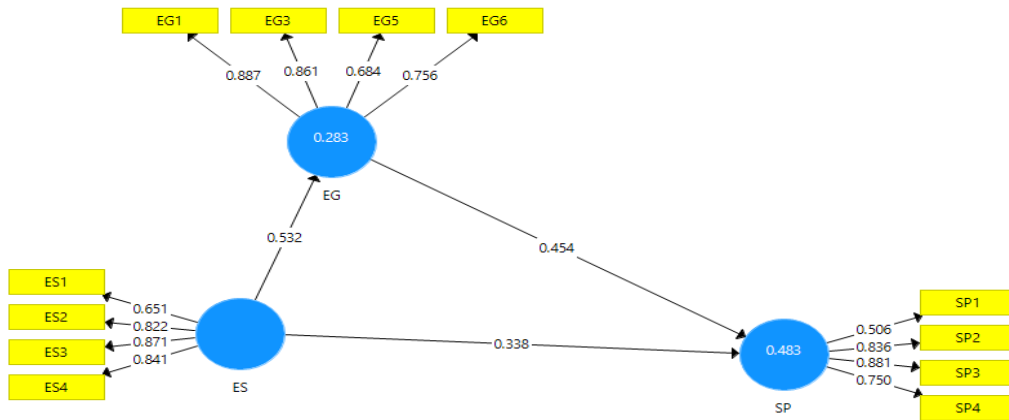 EG1 EG3 EG5 EG6
0.887 0.861 0.684 0.756
0.283
EG
0.532
0.454
ES1
ES2
ES3
ES4
0.651
0.822
0.871
0.841
ES
0.338
0.483
SP
0.506
0.836
0.881
0.750
SP1
SP2
SP3
SP4